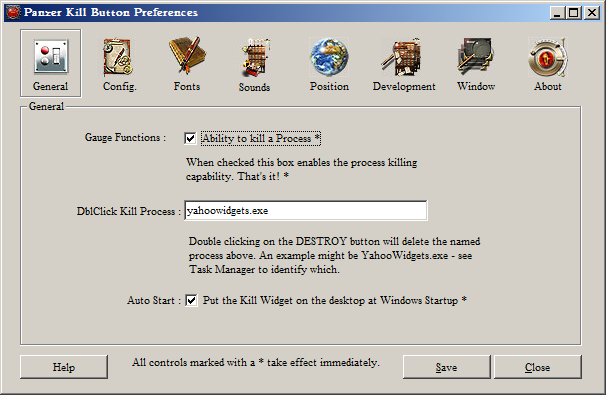 Panzer Kill Button Preferences
General Config. Fonts Sounds Position Development Window About
General
Gauge Functions : Ability to kill a Process *
When checked this box enables the process killing
capability. That's it! *
DblClick Kill Process : yahoowidgets.exe
Double clicking on the DESTROY button will delete the named
process above. An example might be YahooWidgets.exe - see
Task Manager to identify which.
Auto Start : Put the Kill Widget on the desktop at Windows Startup *
Help All controls marked with a * take effect immediately. Save Close